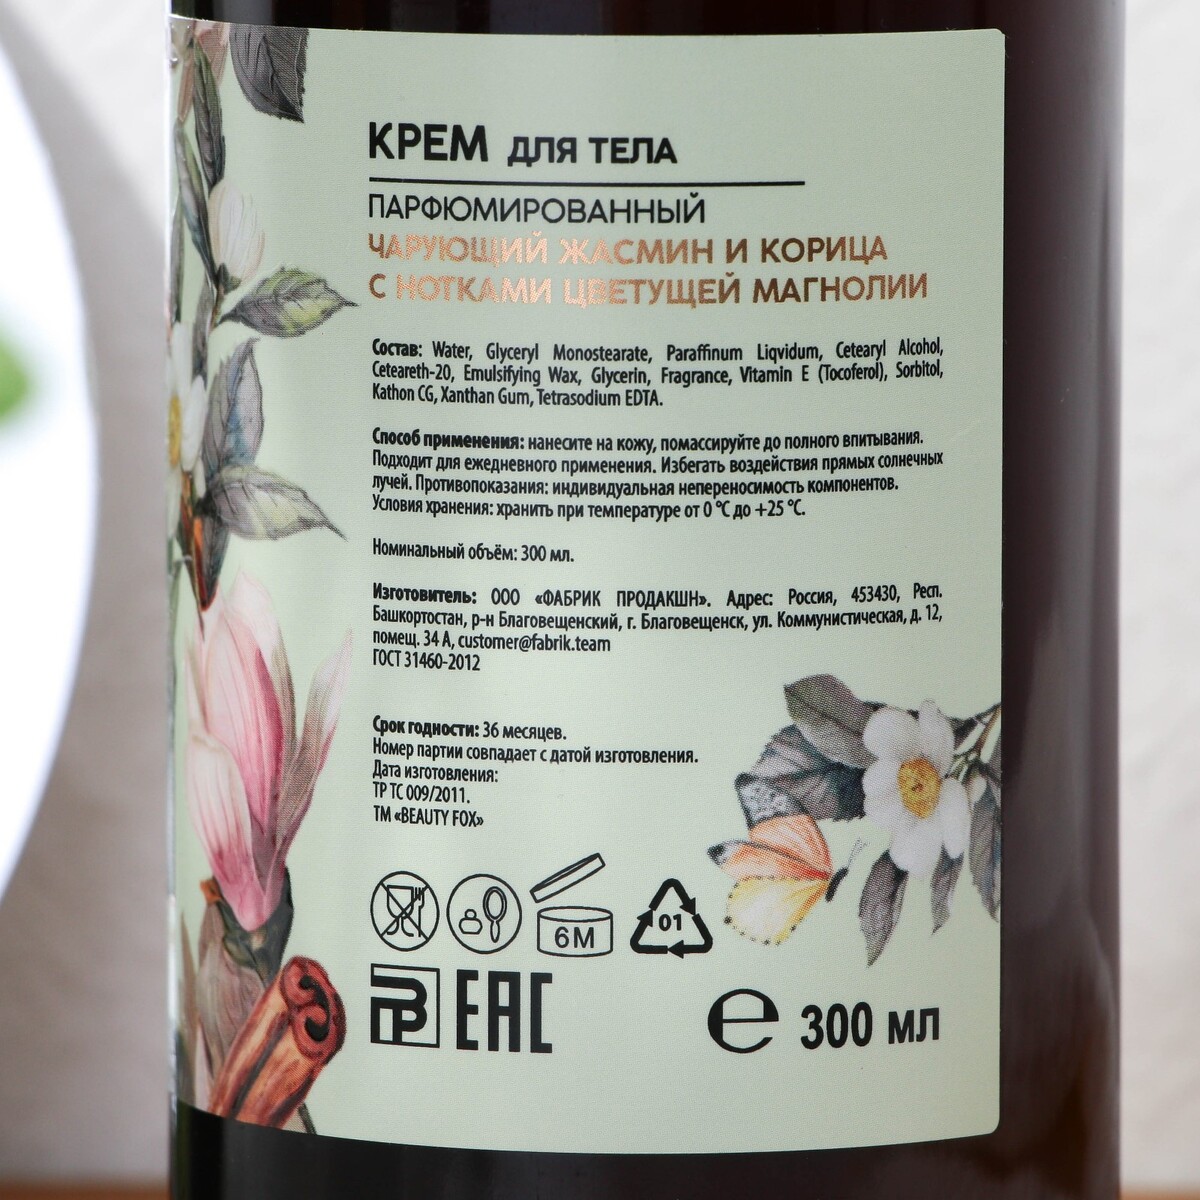 КРЕМ ДЛЯ ТЕЛА
ПАРФЮМИРОВАННЫЙ
ЧАРУЮЩИЙ ЖАСМИН И КОРИЦА
С НОТКАМИ ЦВЕТУЩЕЙ МАГНОЛИИ
Состав: Water, Glyceryl Monostearate, Paraffinum Liqvidum, Cetearyl Alcohol,
Ceteareth-20, Emulsifying Wax, Glycerin, Fragrance, Vitamin E (Tocoferol), Sorbitol,
Kathon CG, Xanthan Gum, Tetrasodium EDTA.
Способ применения: нанесите на кожу, помассируйте до полного впитывания.
Подходит для ежедневного применения. Избегать воздействия прямых солнечных
лучей. Противопоказания: индивидуальная непереносимость компонентов.
Условия хранения: хранить при температуре от 0 °C до +25 °C.
Номинальный объём: 300 мл.
Изготовитель: ООО «ФАБРИК ПРОДАКШН». Адрес: Россия, 453430, Респ.
Башкортостан, р-н Благовещенский, г. Благовещенск, ул. Коммунистическая, д. 12,
помещ. 34 А, customer@fabrik.team
ГОСТ 31460-2012
Срок годности: 36 месяцев.
Номер партии совпадает с датой изготовления.
Дата изготовления:
ТР ТС 009/2011.
ТМ «BEAUTY FOX»
6M
01
EAC
℮ 300 мл